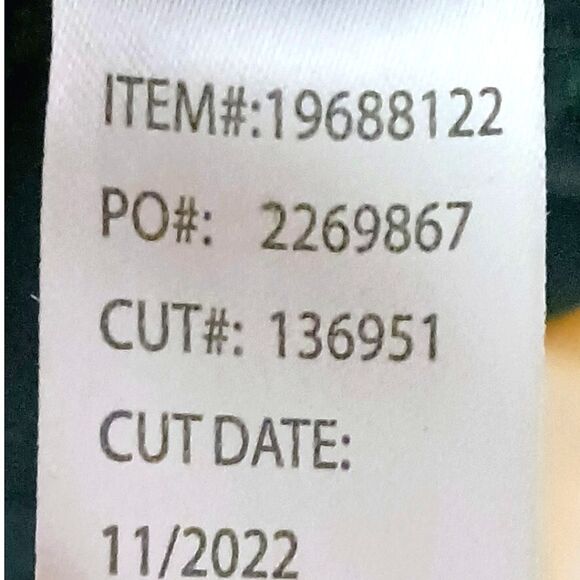 ITEM#:19688122
PO#: 2269867
CUT#: 136951
CUT DATE:
11/2022